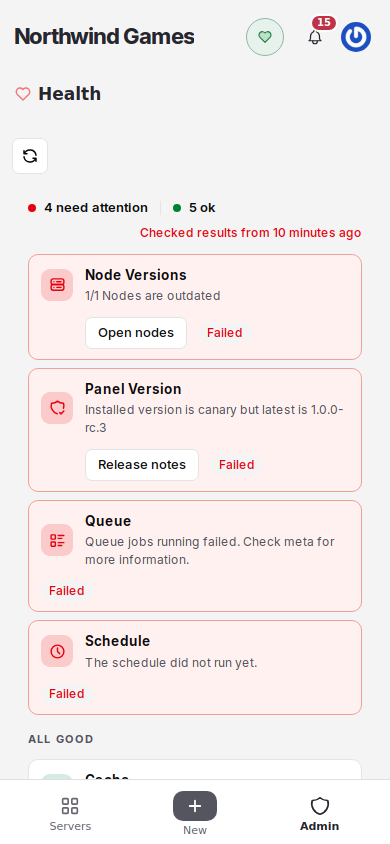 Northwind Games
15
Health
4 need attention
5 ok
Checked results from 10 minutes ago
Node Versions
1/1 Nodes are outdated
Open nodes
Failed
Panel Version
Installed version is canary but latest is 1.0.0-
rc.3
Release notes
Failed
Queue
Queue jobs running failed. Check meta for
more information.
Failed
Schedule
The schedule did not run yet.
Failed
ALL GOOD
Cache
Servers
New
Admin